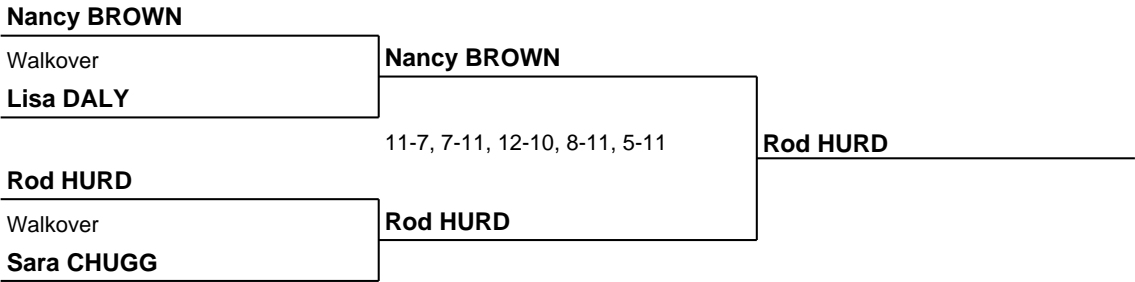 Nancy BROWN
Walkover
Nancy BROWN
Lisa DALY
11-7, 7-11, 12-10, 8-11, 5-11
Rod HURD
Rod HURD
Walkover
Rod HURD
Sara CHUGG